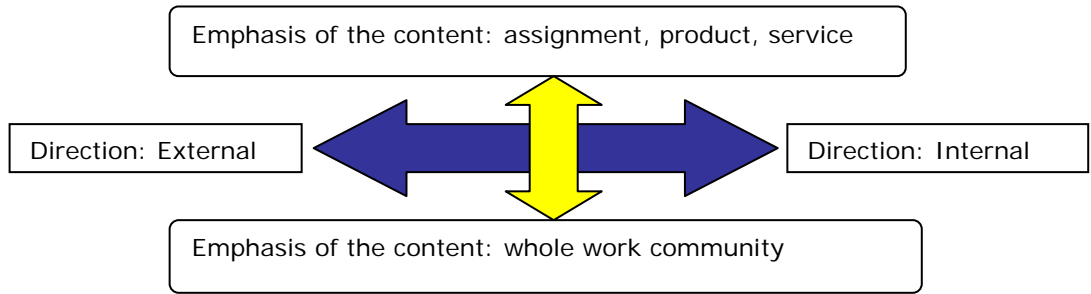 Emphasis of the content: assignment, product, service
Direction: External
Direction: Internal
Emphasis of the content: whole work community